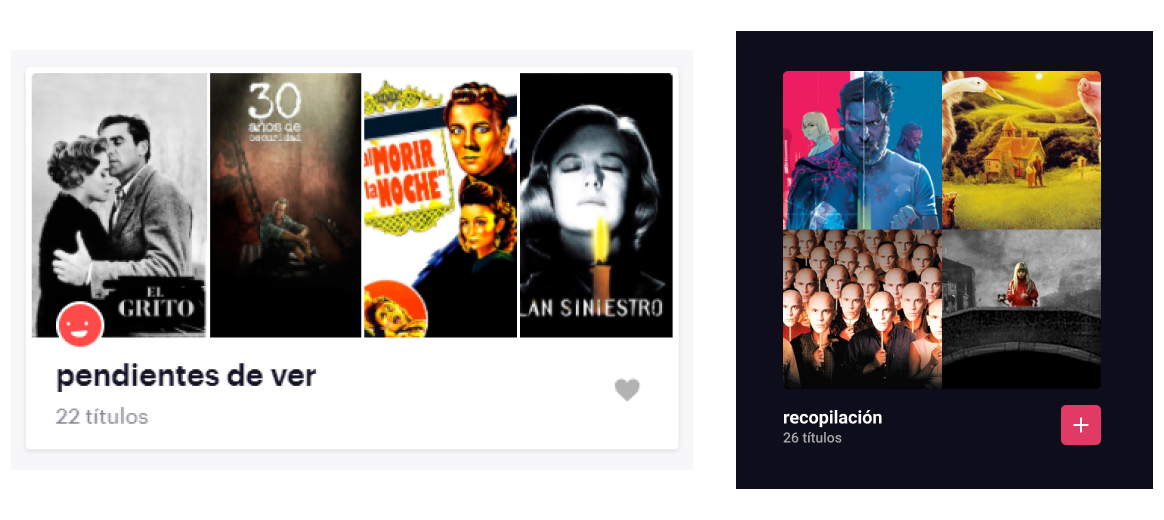 EL
GRITO
30
años de
oscuridad
al MORIR
la NOCHE"
LAN SINIESTRO
pendientes de ver
22 títulos
recopilación
26 títulos